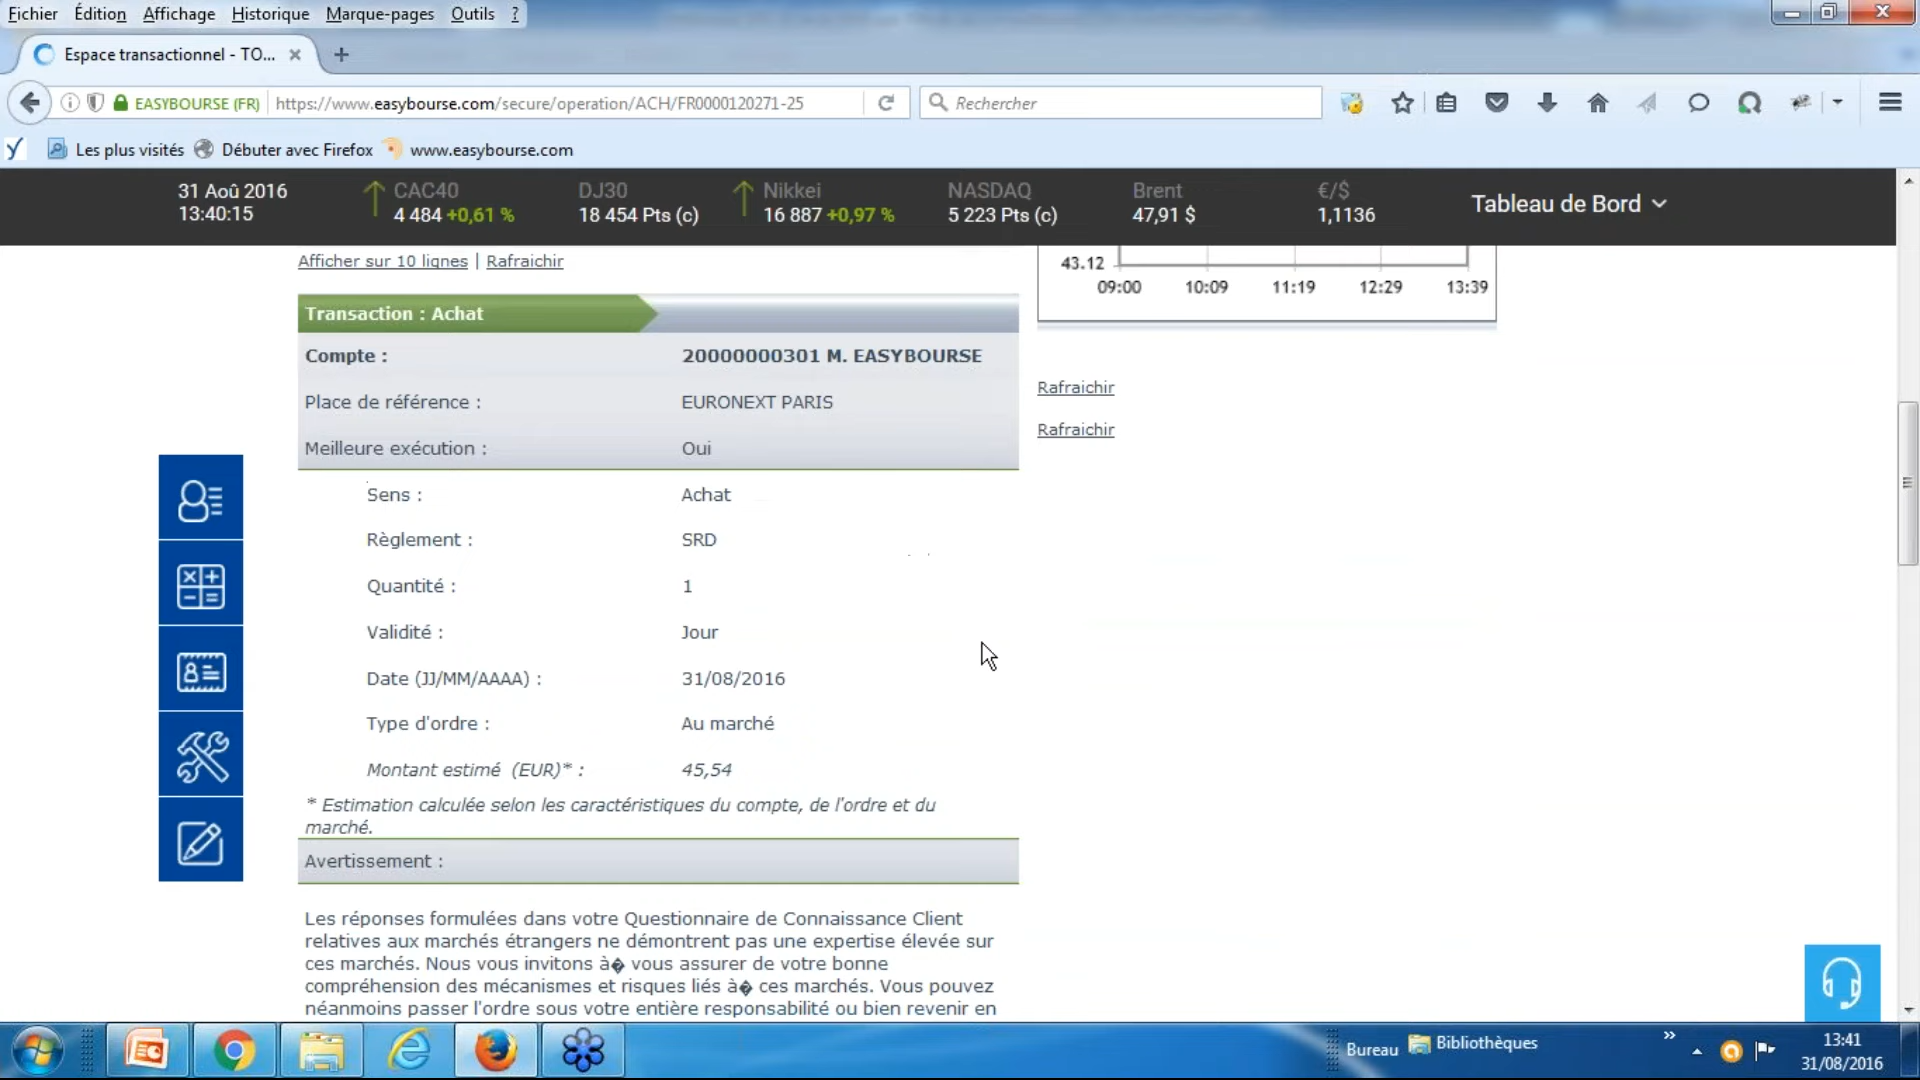 Fichier Édition Affichage Historique Marque-pages Outils ?
Espace transactionnel - TO...
EASYBOURSE (FR) https://www.easybourse.com/secure/operation/ACH/FR0000120271-25 Rechercher
Les plus visités Débuter avec Firefox www.easybourse.com
31 Aoû 2016 CAC40 DJ30 Nikkei NASDAQ Brent €/$ Tableau de Bord
13:40:15 4 484 +0,61 % 18 454 Pts (c) 16 887 +0,97 % 5 223 Pts (c) 47,91 $ 1,1136
Afficher sur 10 lignes | Rafraichir
43.12
09:00 10:09 11:19 12:29 13:39
Transaction : Achat
Compte : 20000000301 M. EASYBOURSE
Place de référence : EURONEXT PARIS
Meilleure exécution : Oui
Rafraichir
Rafraichir
Sens : Achat
Règlement : SRD
Quantité : 1
Validité : Jour
Date (JJ/MM/AAAA) : 31/08/2016
Type d'ordre : Au marché
Montant estimé (EUR)* : 45,54
* Estimation calculée selon les caractéristiques du compte, de l'ordre et du
marché.
Avertissement :
Les réponses formulées dans votre Questionnaire de Connaissance Client
relatives aux marchés étrangers ne démontrent pas une expertise élevée sur
ces marchés. Nous vous invitons à� vous assurer de votre bonne
compréhension des mécanismes et risques liés à� ces marchés. Vous pouvez
néanmoins passer l'ordre sous votre entière responsabilité ou bien revenir en
Bureau Bibliothèques » 13:41
31/08/2016